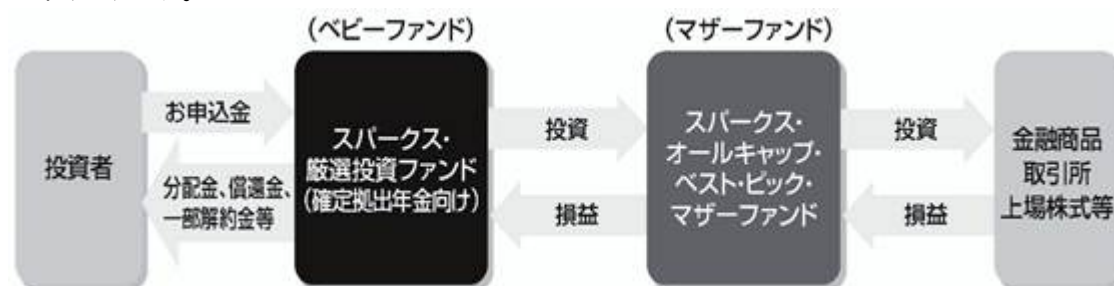 (ベビーファンド)
(マザーファンド)
投資者
お申込金
分配金、償還金、
一部解約金等
スパークス・
厳選投資ファンド
(確定拠出年金向け)
投資
損益
スパークス・
オールキャップ・
ベスト・ピック・
マザーファンド
投資
損益
金融商品
取引所
上場株式等